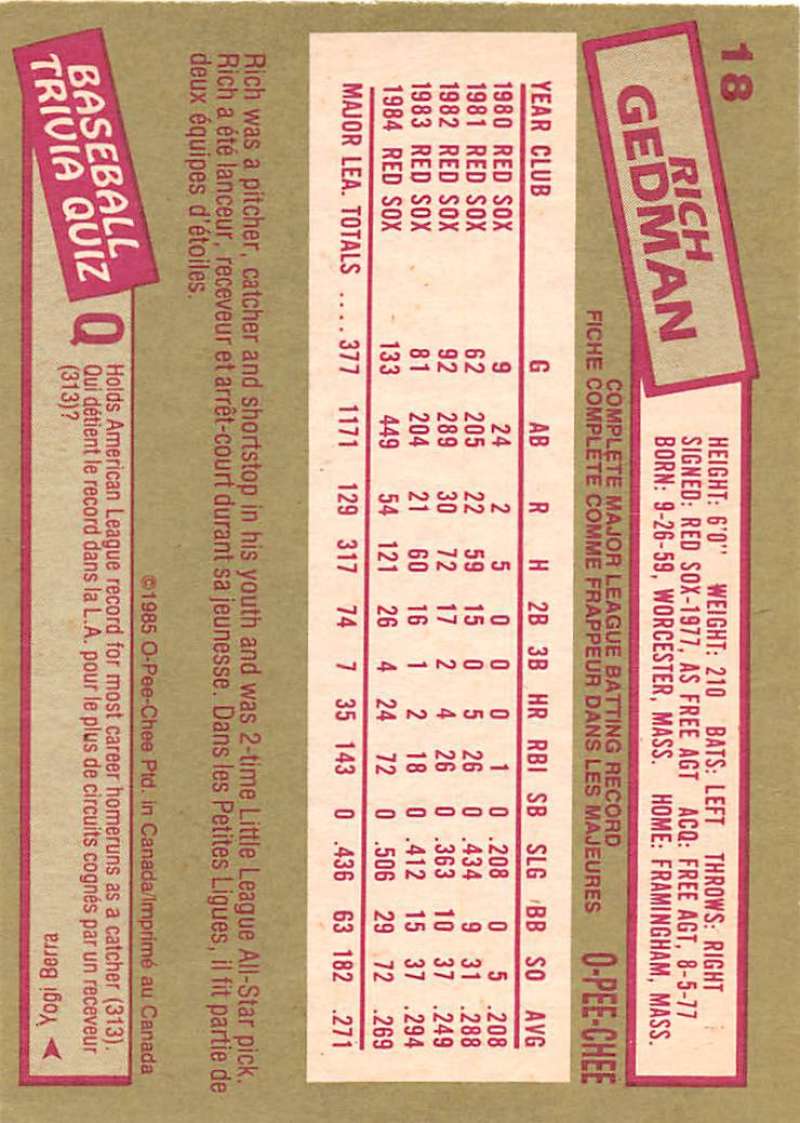 18
RICH
GEDMAN
HEIGHT: 6'0" WEIGHT: 210 BATS: LEFT THROWS: RIGHT
SIGNED: RED SOX-1977, AS FREE AGT ACQ: FREE AGT, 8-5-77
BORN: 9-26-59, WORCESTER, MASS. HOME: FRAMINGHAM, MASS.
COMPLETE MAJOR LEAGUE BATTING RECORD
FICHE COMPLÈTE COMME FRAPPEUR DANS LES MAJEURES O-PEE-CHEE
YEAR CLUB G AB R H 2B 3B HR RBI SB SLG BB SO AVG
1980 RED SOX 9 24 2 5 0 0 0 1 0 .208 0 5 .208
1981 RED SOX 62 205 22 59 15 0 5 26 0 .434 9 31 .288
1982 RED SOX 92 289 30 72 17 2 4 26 0 .363 10 37 .249
1983 RED SOX 81 204 21 60 16 1 2 18 0 .412 15 37 .294
1984 RED SOX 133 449 54 121 26 4 24 72 0 .506 29 72 .269
MAJOR LEA. TOTALS .... 377 1171 129 317 74 7 35 143 0 .436 63 182 .271
Rich was a pitcher, catcher and shortstop in his youth and was 2-time Little League All-Star pick.
Rich a été lanceur, receveur et arrêt-court durant sa jeunesse. Dans les Petites Ligues, il fit partie de
deux équipes d'étoiles.
©1985 O-Pee-Chee Ptd. in Canada/Imprimé au Canada
BASEBALL
TRIVIA QUIZ
Q
Holds American League record for most career homeruns as a catcher (313).
Qui détient le record dans la L.A. pour le plus de circuits cognés par un receveur
(313)?
Yogi Berra